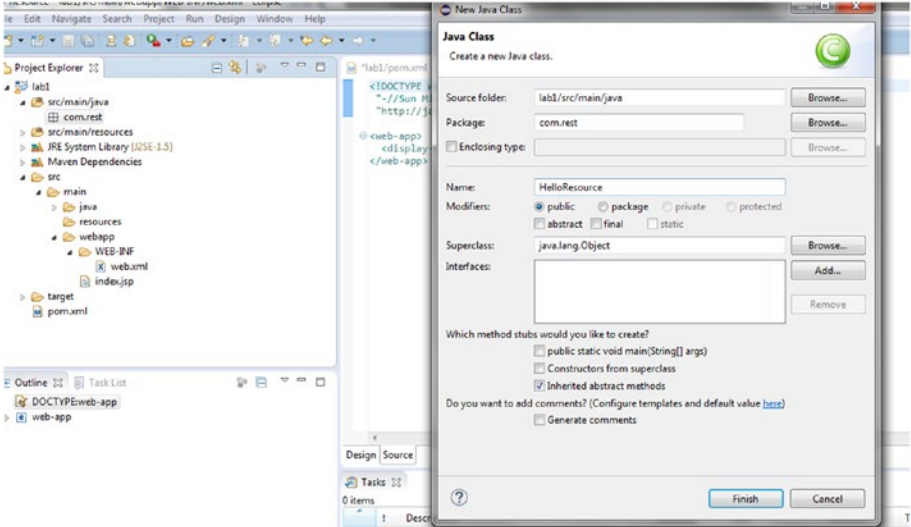 Edit Navigate Search Project Run Design Window Help
Project Explorer
lab1
src/main/java
com.rest
src/main/resources
JRE System Library [J2SE-1.5]
Maven Dependencies
src
main
java
resources
webapp
WEB-INF
web.xml
index.jsp
target
pom.xml
Outline Task List
DOCTYPE:web-app
web-app
*lab1/pom.xml
<!DOCTYPE
"-//Sun M
"http://j
<web-app>
<display
</web-app>
Design Source
Tasks
0 items
! Descr
New Java Class
Java Class
Create a new Java class.
Source folder: lab1/src/main/java Browse...
Package: com.rest Browse...
Enclosing type: Browse...
Name: HelloResource
Modifiers: public package private protected
abstract final static
Superclass: java.lang.Object Browse...
Interfaces: Add...
Remove
Which method stubs would you like to create?
public static void main(String[] args)
Constructors from superclass
Inherited abstract methods
Do you want to add comments? (Configure templates and default value here)
Generate comments
Finish Cancel